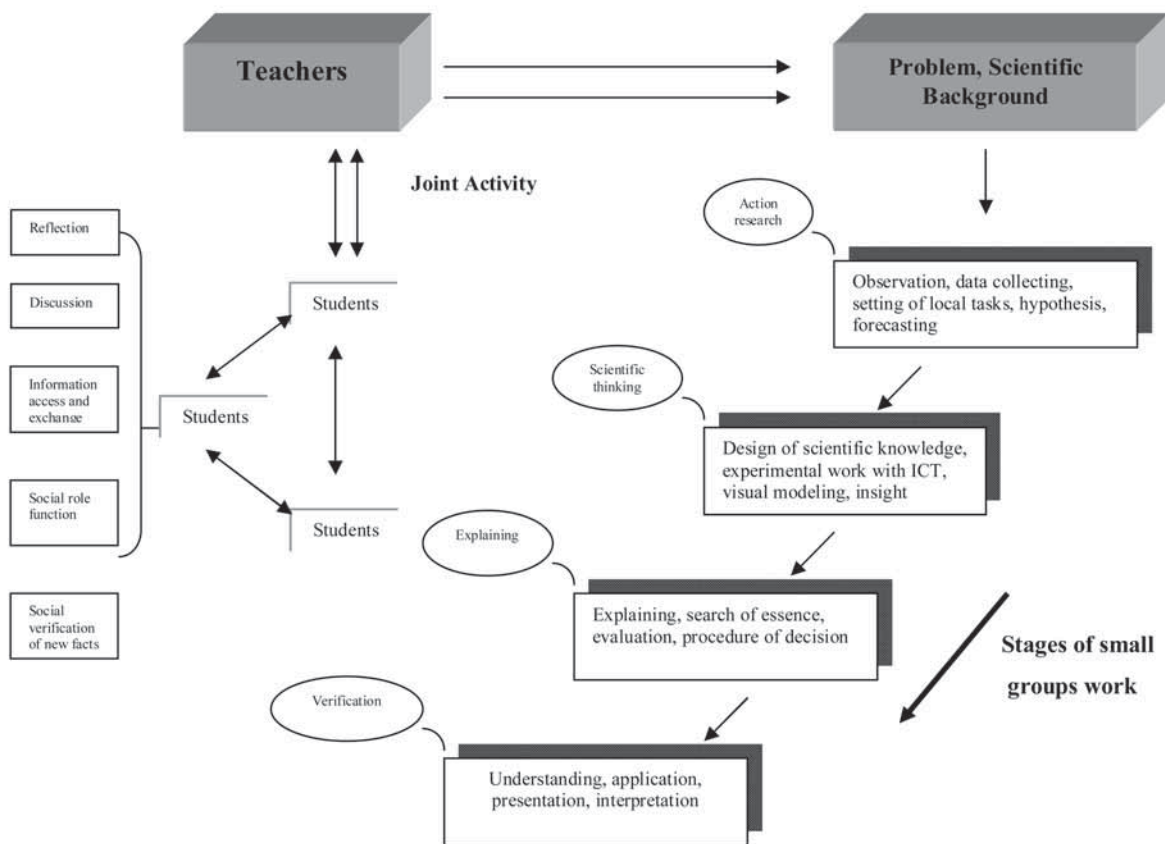 Teachers
Problem, Scientific
Background
Joint Activity
Reflection
Discussion
Information
access and
exchange
Social role
function
Social
verification
of new facts
Students
Students
Students
Action
research
Observation, data collecting,
setting of local tasks, hypothesis,
forecasting
Scientific
thinking
Design of scientific knowledge,
experimental work with ICT,
visual modeling, insight
Explaining
Explaining, search of essence,
evaluation, procedure of decision
Verification
Understanding, application,
presentation, interpretation
Stages of small
groups work